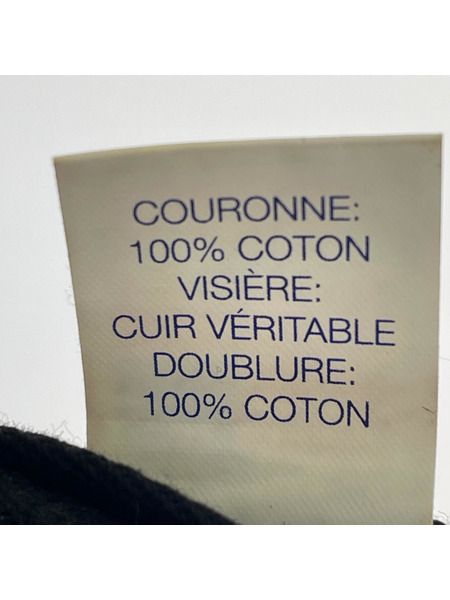 COURONNE:
100% COTON
VISIÈRE:
CUIR VÉRITABLE
DOUBLURE:
100% COTON